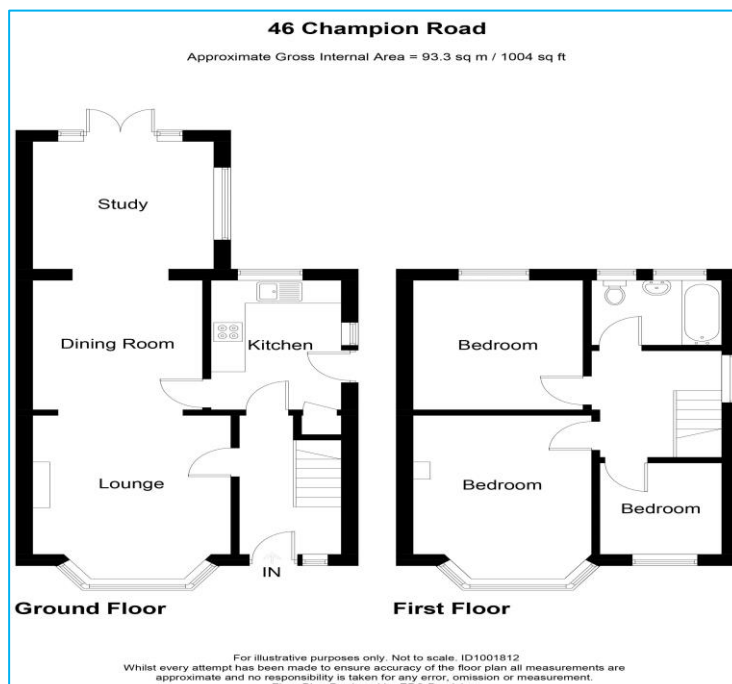 46 Champion Road
Approximate Gross Internal Area = 93.3 sq m / 1004 sq ft
Study
Dining Room
Kitchen
Lounge
IN
Ground Floor
Bedroom
Bedroom
Bedroom
First Floor
For illustrative purposes only. Not to scale. ID1001812
Whilst every attempt has been made to ensure accuracy of the floor plan all measurements are
approximate and no responsibility is taken for any error, omission or measurement.